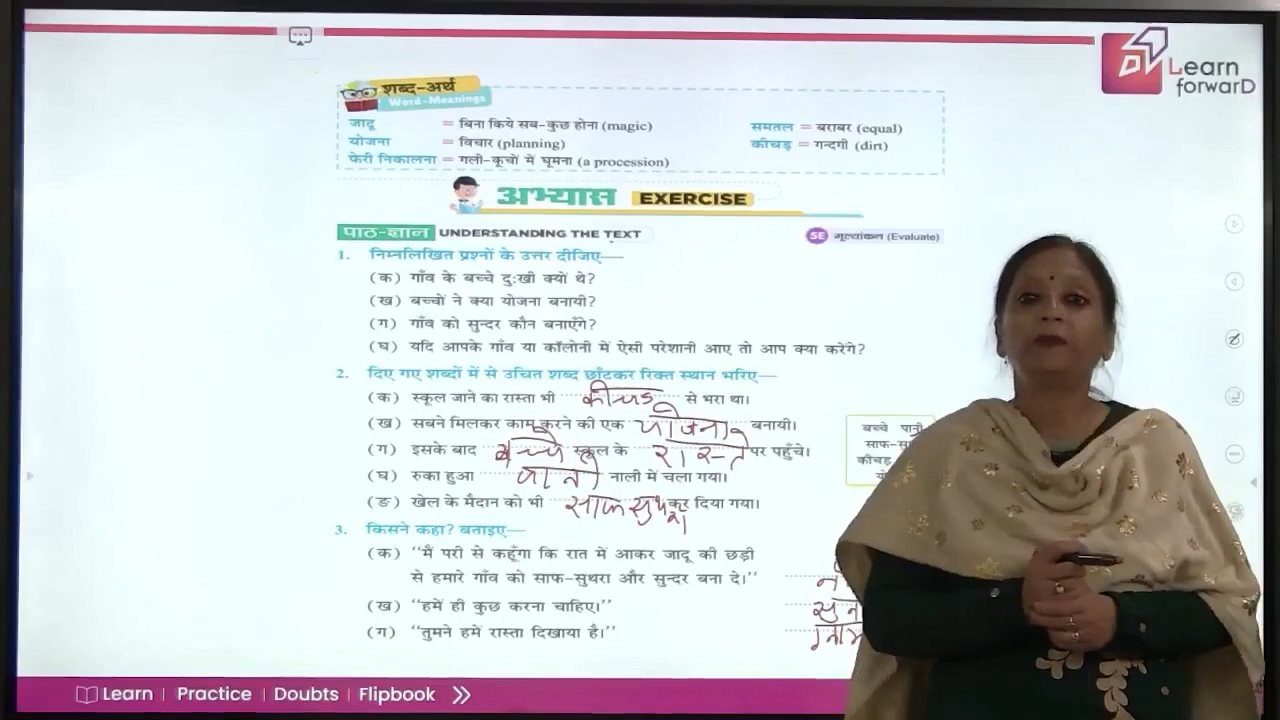 Learn
forwarD
शब्द-अर्थ
Word-Meanings
जादू = बिना किये सब-कुछ होना (magic)
समतल = बराबर (equal)
योजना = विचार (planning)
कीचड़ = गन्दगी (dirt)
फेरी निकालना = गली-कूचों में घूमना (a procession)
अभ्यास EXERCISE
पाठ-ज्ञान UNDERSTANDING THE TEXT
5E मूल्यांकन (Evaluate)
1. निम्नलिखित प्रश्नों के उत्तर दीजिए—
(क) गाँव के बच्चे दुःखी क्यों थे?
(ख) बच्चों ने क्या योजना बनायी?
(ग) गाँव को सुन्दर कौन बनाएँगे?
(घ) यदि आपके गाँव या कॉलोनी में ऐसी परेशानी आए तो आप क्या करेंगे?
2. दिए गए शब्दों में से उचित शब्द छाँटकर रिक्त स्थान भरिए—
(क) स्कूल जाने का रास्ता भी कीचड से भरा था।
(ख) सबने मिलकर काम करने की एक योजना बनायी।
(ग) इसके बाद बच्चे स्कूल के रास्ते पर पहुँचे।
(घ) रुका हुआ पानी नाली में चला गया।
(ङ) खेल के मैदान को भी साफ सुथरा कर दिया गया।
बच्चे पानी
कीचड़
3. किसने कहा? बताइए—
(क) “मैं परी से कहूँगा कि रात में आकर जादू की छड़ी
से हमारे गाँव को साफ-सुथरा और सुन्दर बना दे।”
(ख) “हमें ही कुछ करना चाहिए।”
(ग) “तुमने हमें रास्ता दिखाया है।”
Learn | Practice | Doubts | Flipbook